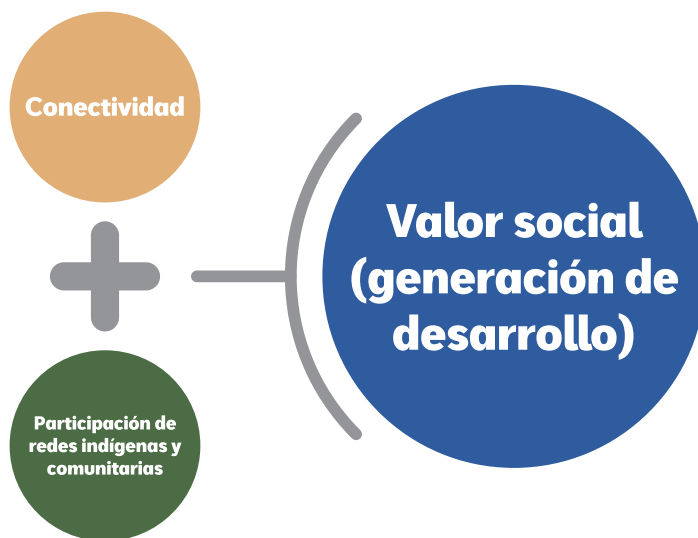 Conectividad
Participación de
redes indígenas y
comunitarias
Valor social
(generación de
desarrollo)